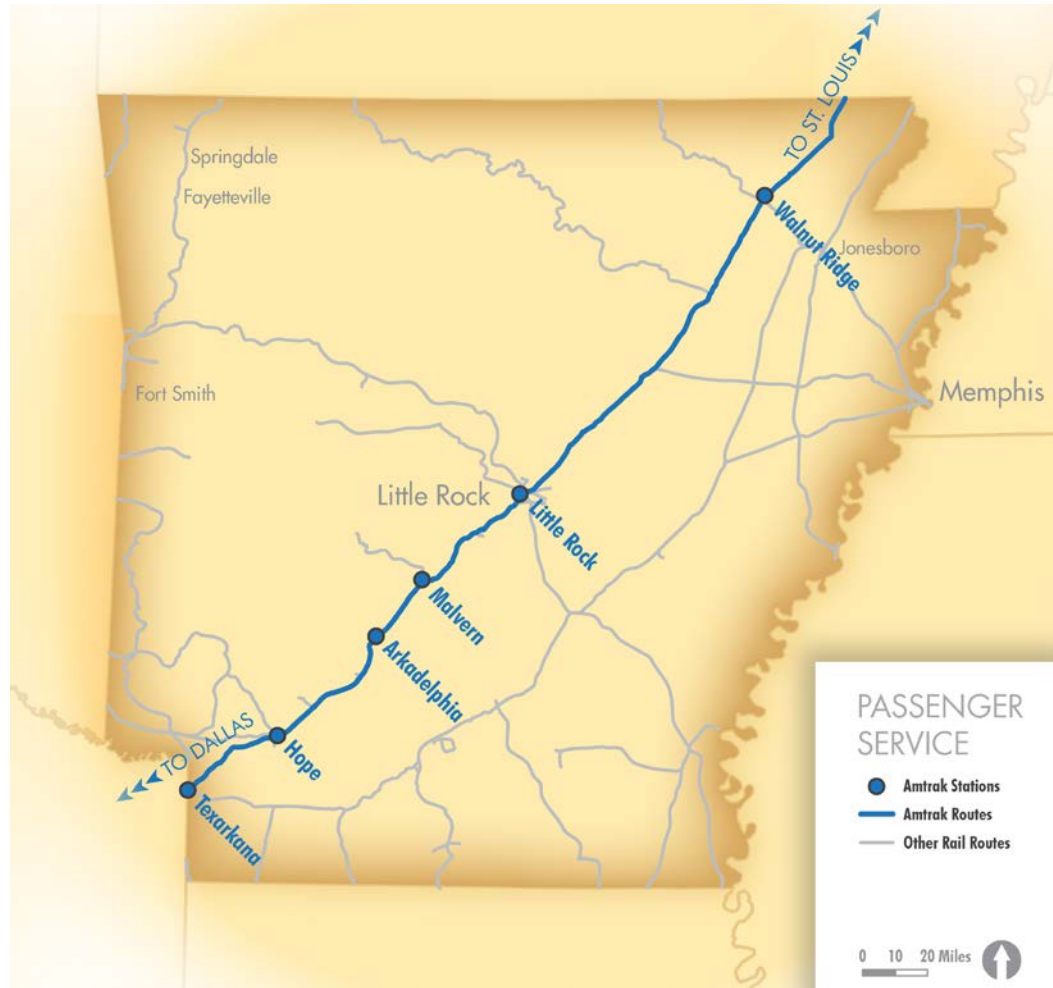 TO ST. LOUIS
Springdale
Fayetteville
Walnut Ridge
Jonesboro
Fort Smith
Memphis
Little Rock
Little Rock
Malvern
Arkadelphia
TO DALLAS
Hope
Texarkana
PASSENGER
SERVICE
Amtrak Stations
Amtrak Routes
Other Rail Routes
0 10 20 Miles